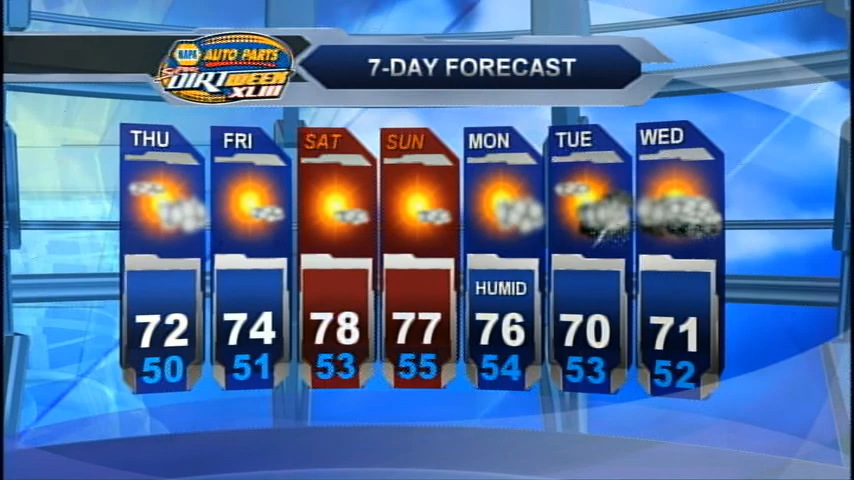 NAPA AUTO PARTS
SUPER
DIRT WEEK
XLIII
7-DAY FORECAST
THU FRI SAT SUN MON TUE WED
HUMID
72 74 78 77 76 70 71
50 51 53 55 54 53 52